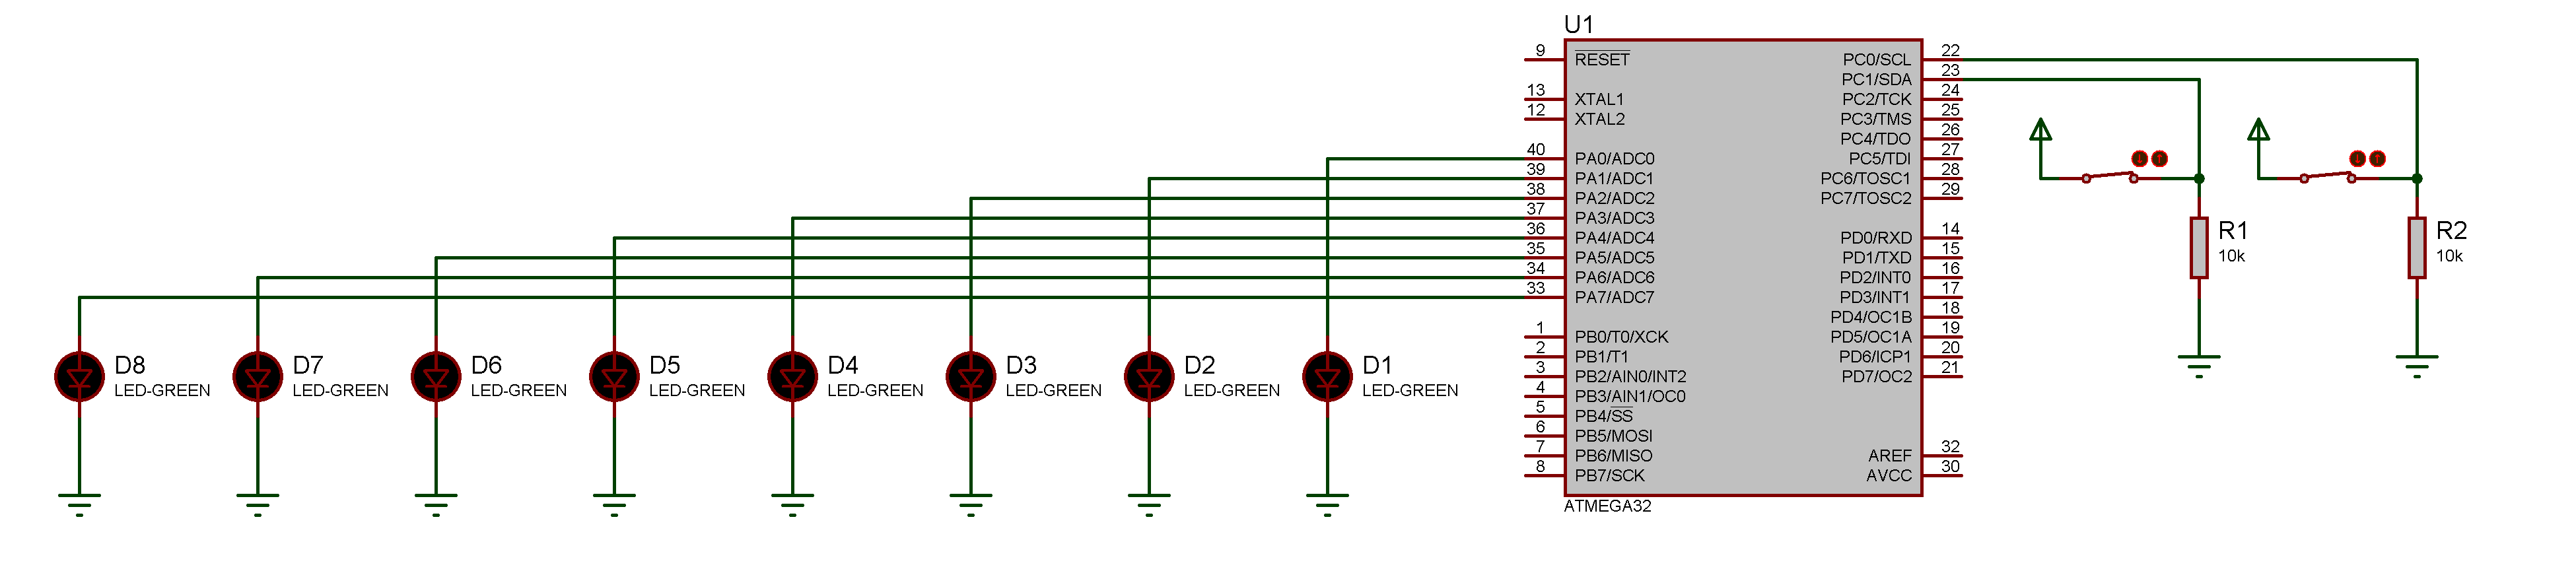 U1
9 RESET
13 XTAL1
12 XTAL2
40 PA0/ADC0
39 PA1/ADC1
38 PA2/ADC2
37 PA3/ADC3
36 PA4/ADC4
35 PA5/ADC5
34 PA6/ADC6
33 PA7/ADC7
1 PB0/T0/XCK
2 PB1/T1
3 PB2/AIN0/INT2
4 PB3/AIN1/OC0
5 PB4/SS
6 PB5/MOSI
7 PB6/MISO
8 PB7/SCK
PC0/SCL 22
PC1/SDA 23
PC2/TCK 24
PC3/TMS 25
PC4/TDO 26
PC5/TDI 27
PC6/TOSC1 28
PC7/TOSC2 29
PD0/RXD 14
PD1/TXD 15
PD2/INT0 16
PD3/INT1 17
PD4/OC1B 18
PD5/OC1A 19
PD6/ICP1 20
PD7/OC2 21
AREF 32
AVCC 30
ATMEGA32
R1
10k
R2
10k
D8
LED-GREEN
D7
LED-GREEN
D6
LED-GREEN
D5
LED-GREEN
D4
LED-GREEN
D3
LED-GREEN
D2
LED-GREEN
D1
LED-GREEN